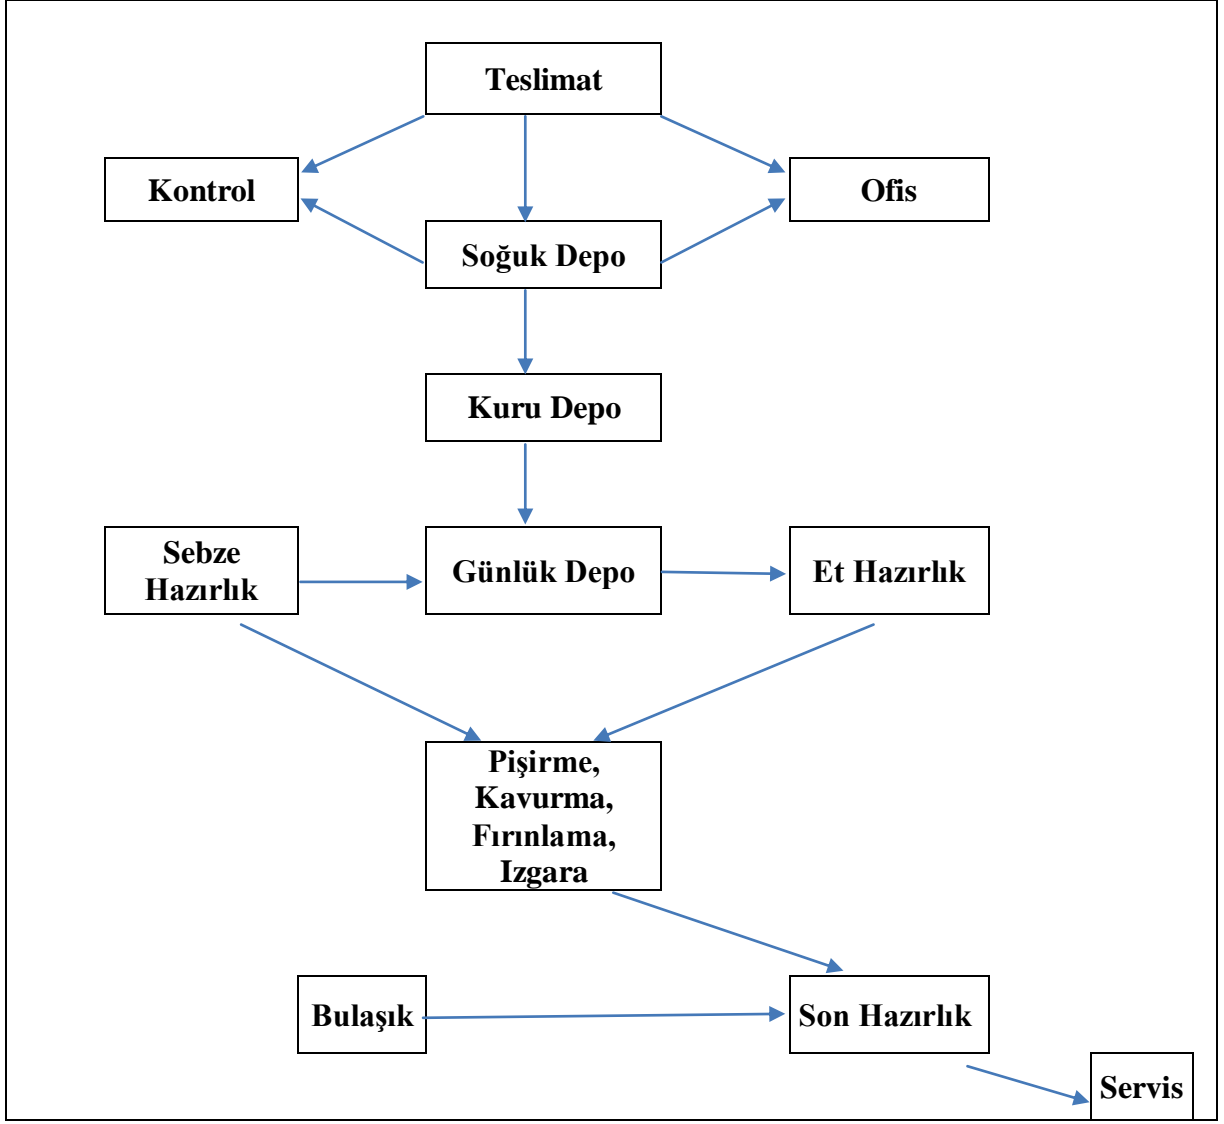 Teslimat
Kontrol
Ofis
Soğuk Depo
Kuru Depo
Sebze
Hazırlık
Günlük Depo
Et Hazırlık
Pişirme,
Kavurma,
Fırınlama,
Izgara
Bulaşık
Son Hazırlık
Servis